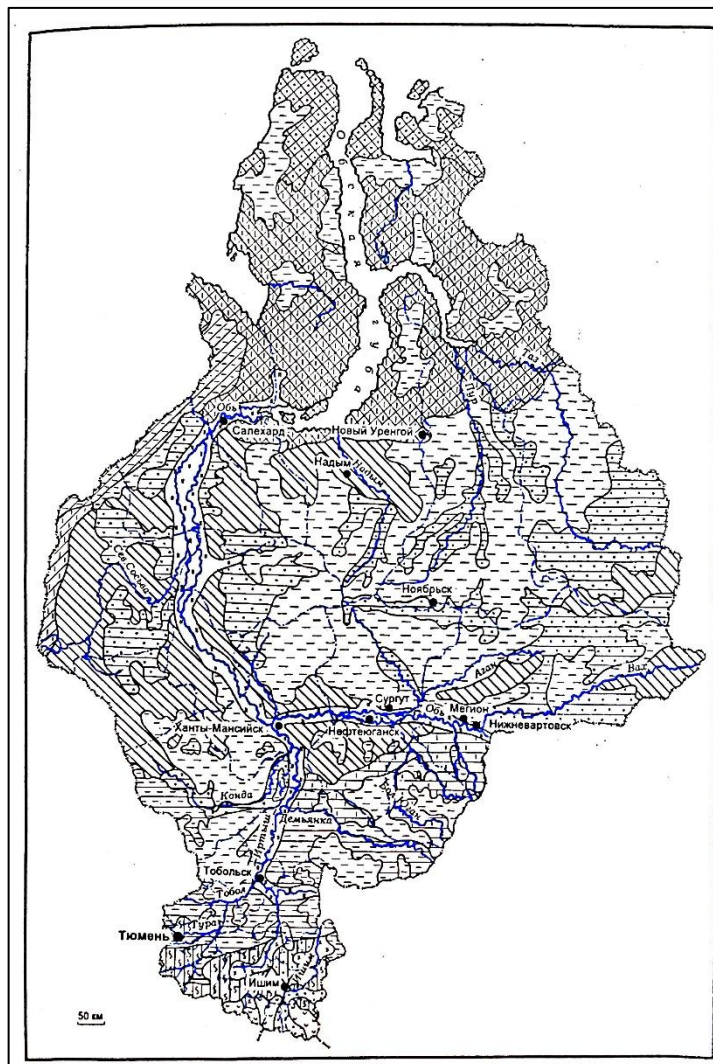 Обская губа
Таз
Пур
Обь
Салехард
Новый Уренгой
Надым
Надым
Сев. Сосьва
Ноябрьск
Аган
Вах
Сургут
Обь
Мегион
Ханты-Мансийск
Нефтеюганск
Нижневартовск
Конда
Демьянка
Иртыш
Тобольск
Тобол
Тура
Тюмень
Ишим
Ишим
50 км